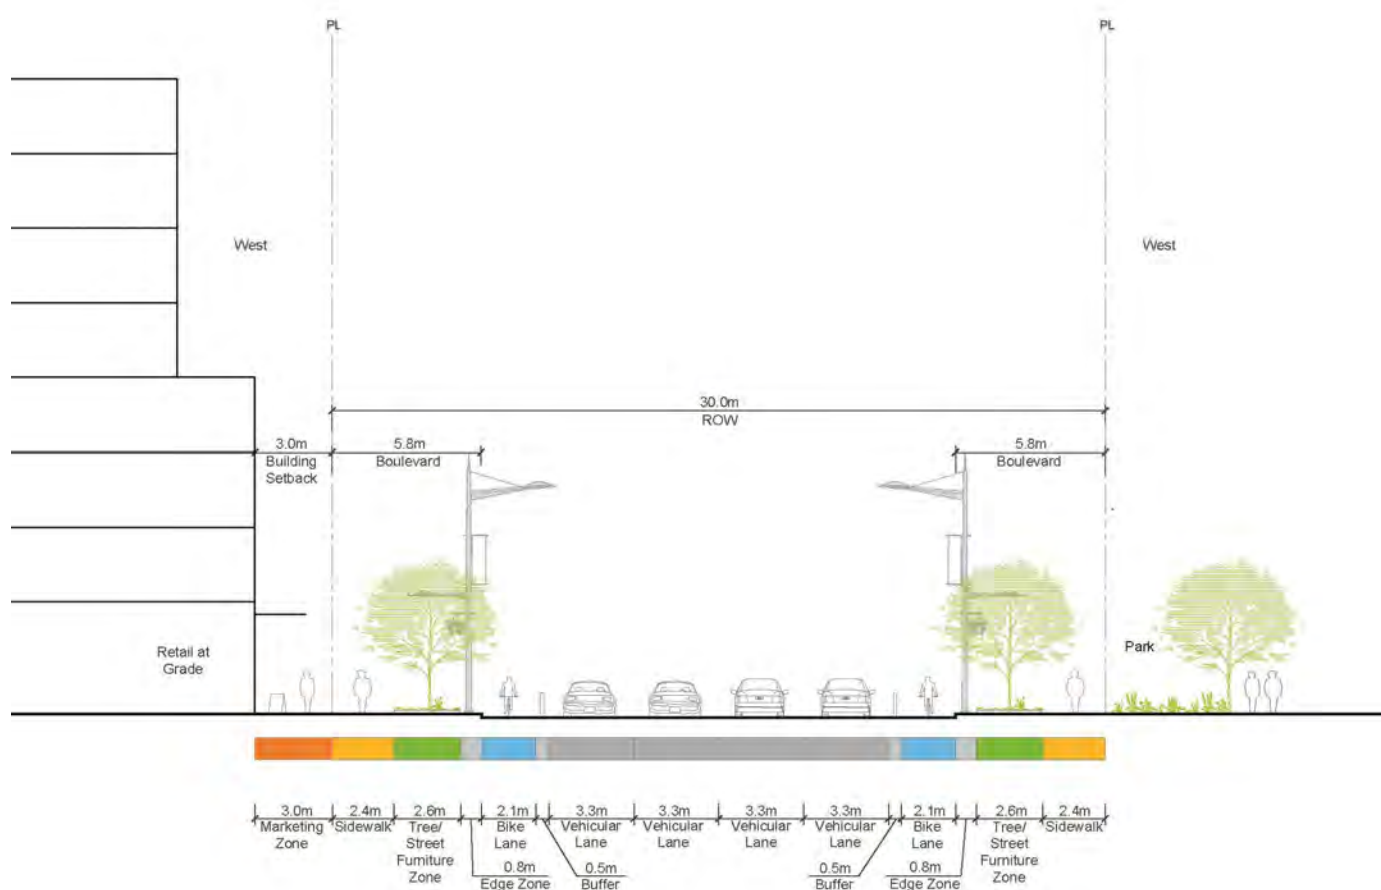 PL
PL
West
West
30.0m
ROW
3.0m
Building
Setback
5.8m
Boulevard
5.8m
Boulevard
Retail at
Grade
Park
3.0m
Marketing
Zone
2.4m
Sidewalk
2.6m
Tree/
Street
Furniture
Zone
0.8m
Edge Zone
2.1m
Bike
Lane
0.5m
Buffer
3.3m
Vehicular
Lane
3.3m
Vehicular
Lane
3.3m
Vehicular
Lane
3.3m
Vehicular
Lane
0.5m
Buffer
2.1m
Bike
Lane
0.8m
Edge Zone
2.6m
Tree/
Street
Furniture
Zone
2.4m
Sidewalk